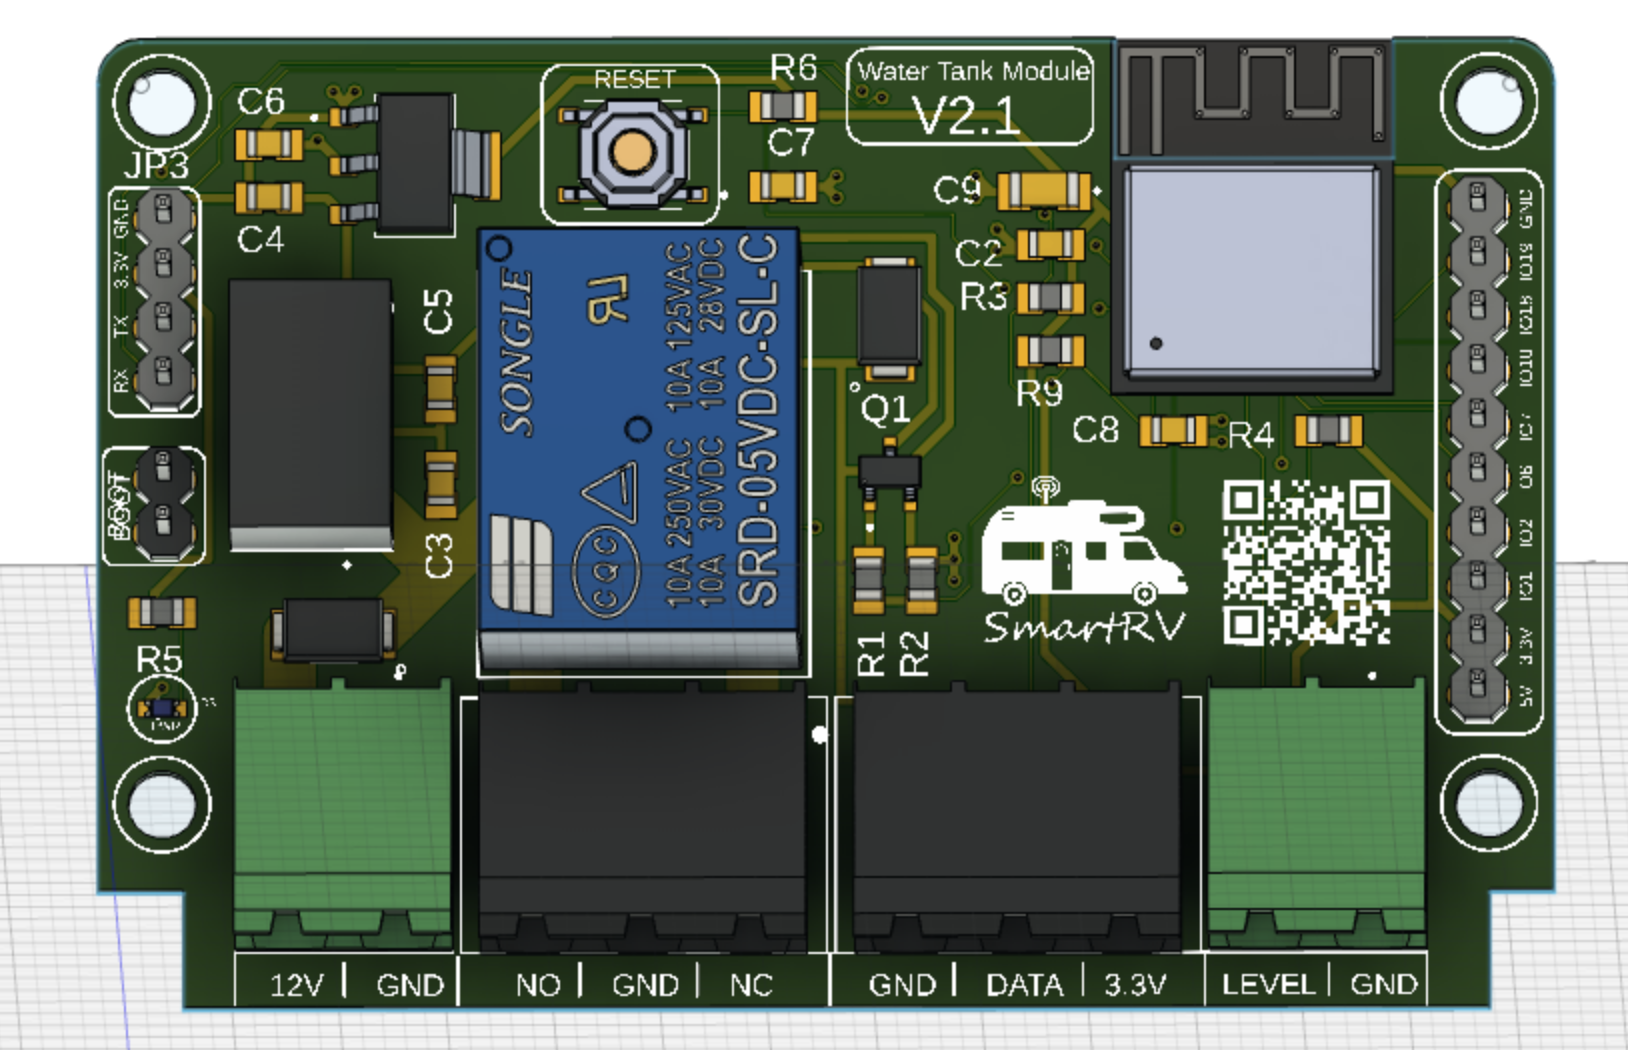 RESET
R6
Water Tank Module
V2.1
C6
C7
JP3
C4
C9
C2
R3
R9
GND
3.3V
TX
RX
C5
C3
SONGLE
10A 250VAC 10A 125VAC
10A 30VDC 10A 28VDC
SRD-05VDC-SL-C
CQC
Q1
C8
R4
BOOT
R5
R1
R2
SmartRV
GND
IO19
IO18
IO10
IO7
IO6
IO2
IO1
3.3V
5V
12V | GND
NO | GND | NC
GND | DATA | 3.3V
LEVEL | GND